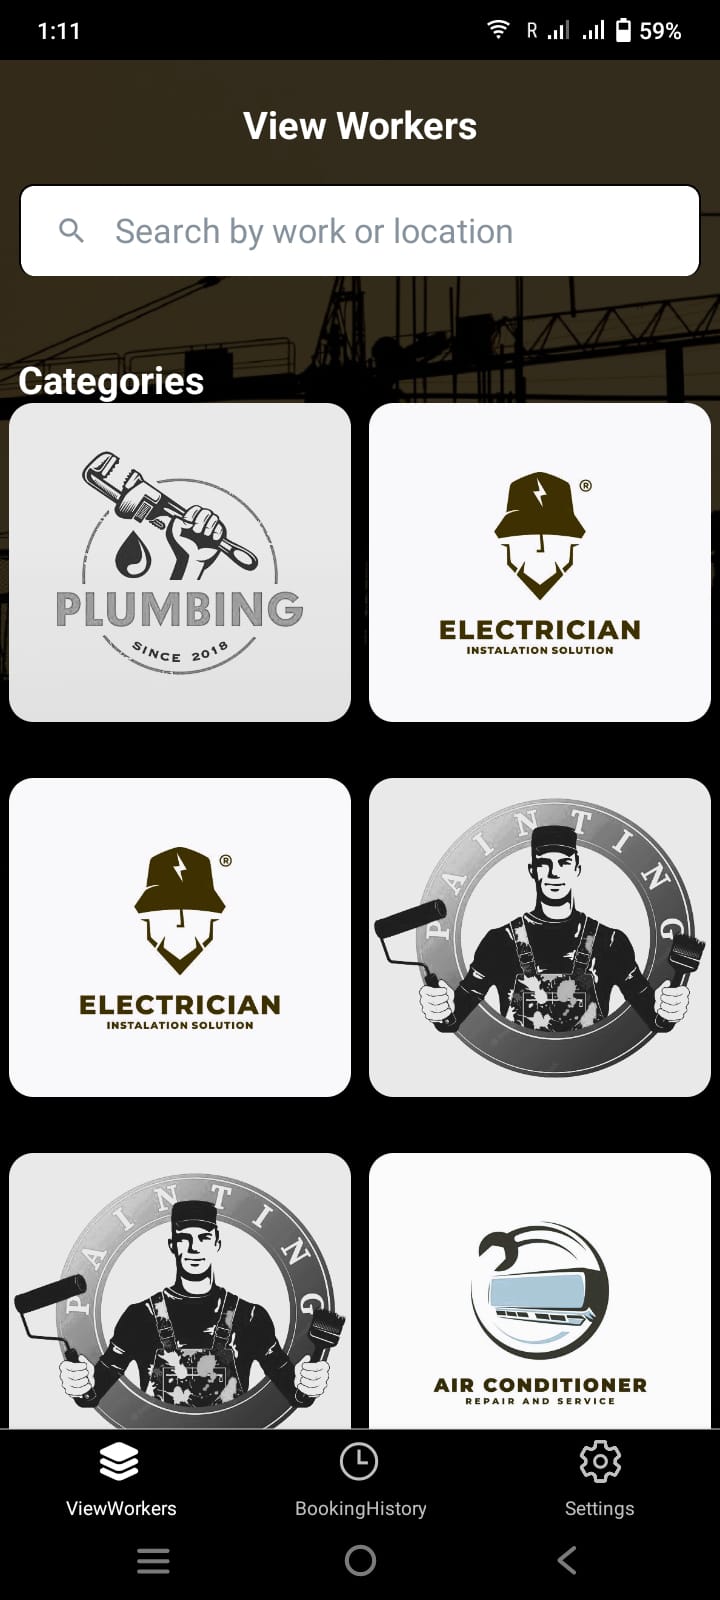 1:11
R
59%
View Workers
Search by work or location
Categories
PLUMBING
SINCE 2018
®
ELECTRICIAN
INSTALATION SOLUTION
®
ELECTRICIAN
INSTALATION SOLUTION
PAINTING
PAINTING
AIR CONDITIONER
REPAIR AND SERVICE
ViewWorkers
BookingHistory
Settings